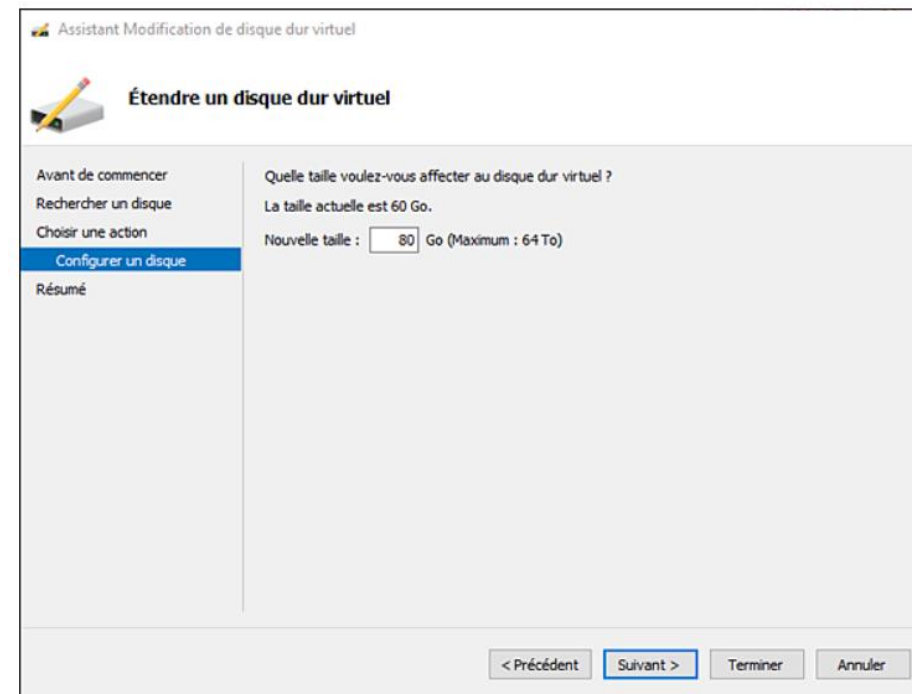 Assistant Modification de disque dur virtuel
Étendre un disque dur virtuel
Avant de commencer
Rechercher un disque
Choisir une action
Configurer un disque
Résumé
Quelle taille voulez-vous affecter au disque dur virtuel ?
La taille actuelle est 60 Go.
Nouvelle taille : 80 Go (Maximum : 64 To)
< Précédent Suivant > Terminer Annuler